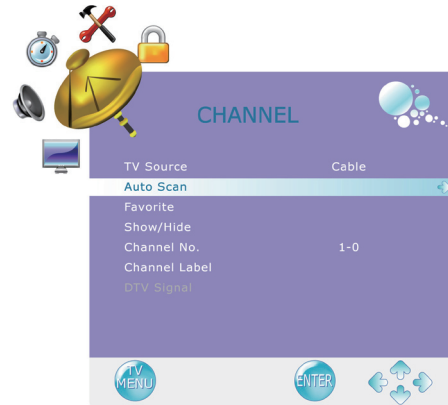 CHANNEL
TV Source Cable
Auto Scan
Favorite
Show/Hide
Channel No. 1-0
Channel Label
DTV Signal
TV MENU
ENTER